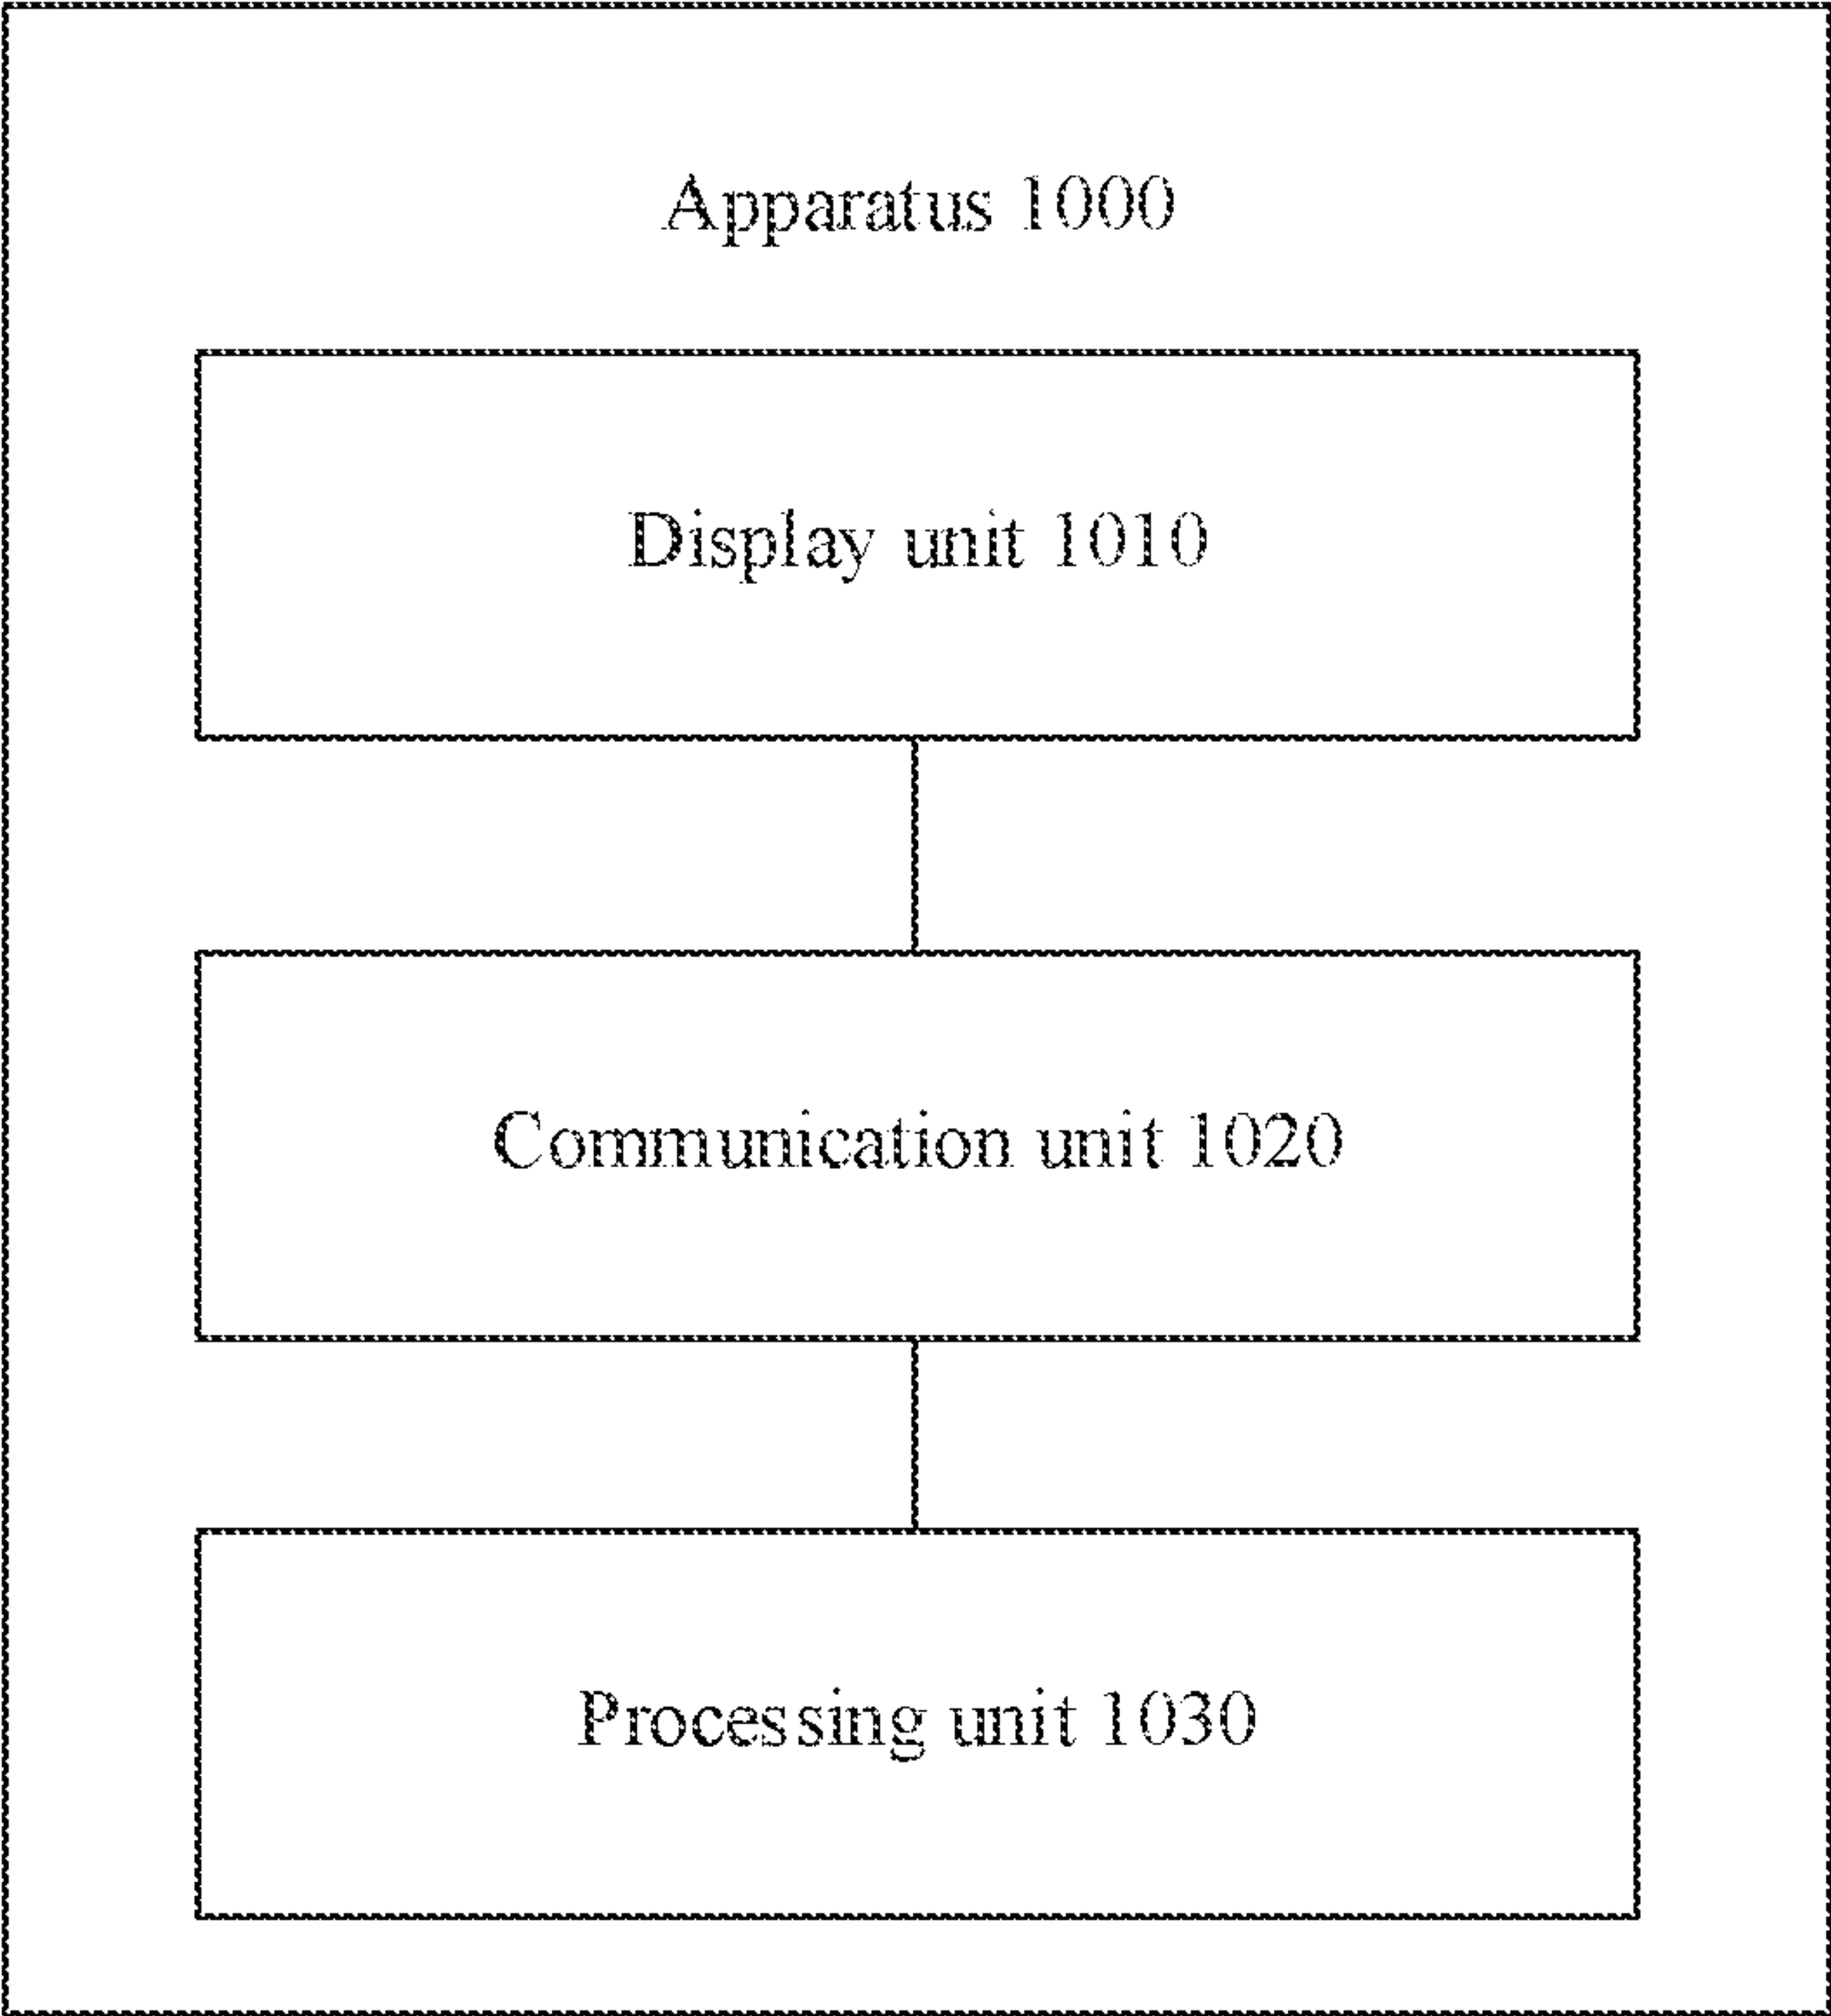 Apparatus 1000
Display unit 1010
Communication unit 1020
Processing unit 1030